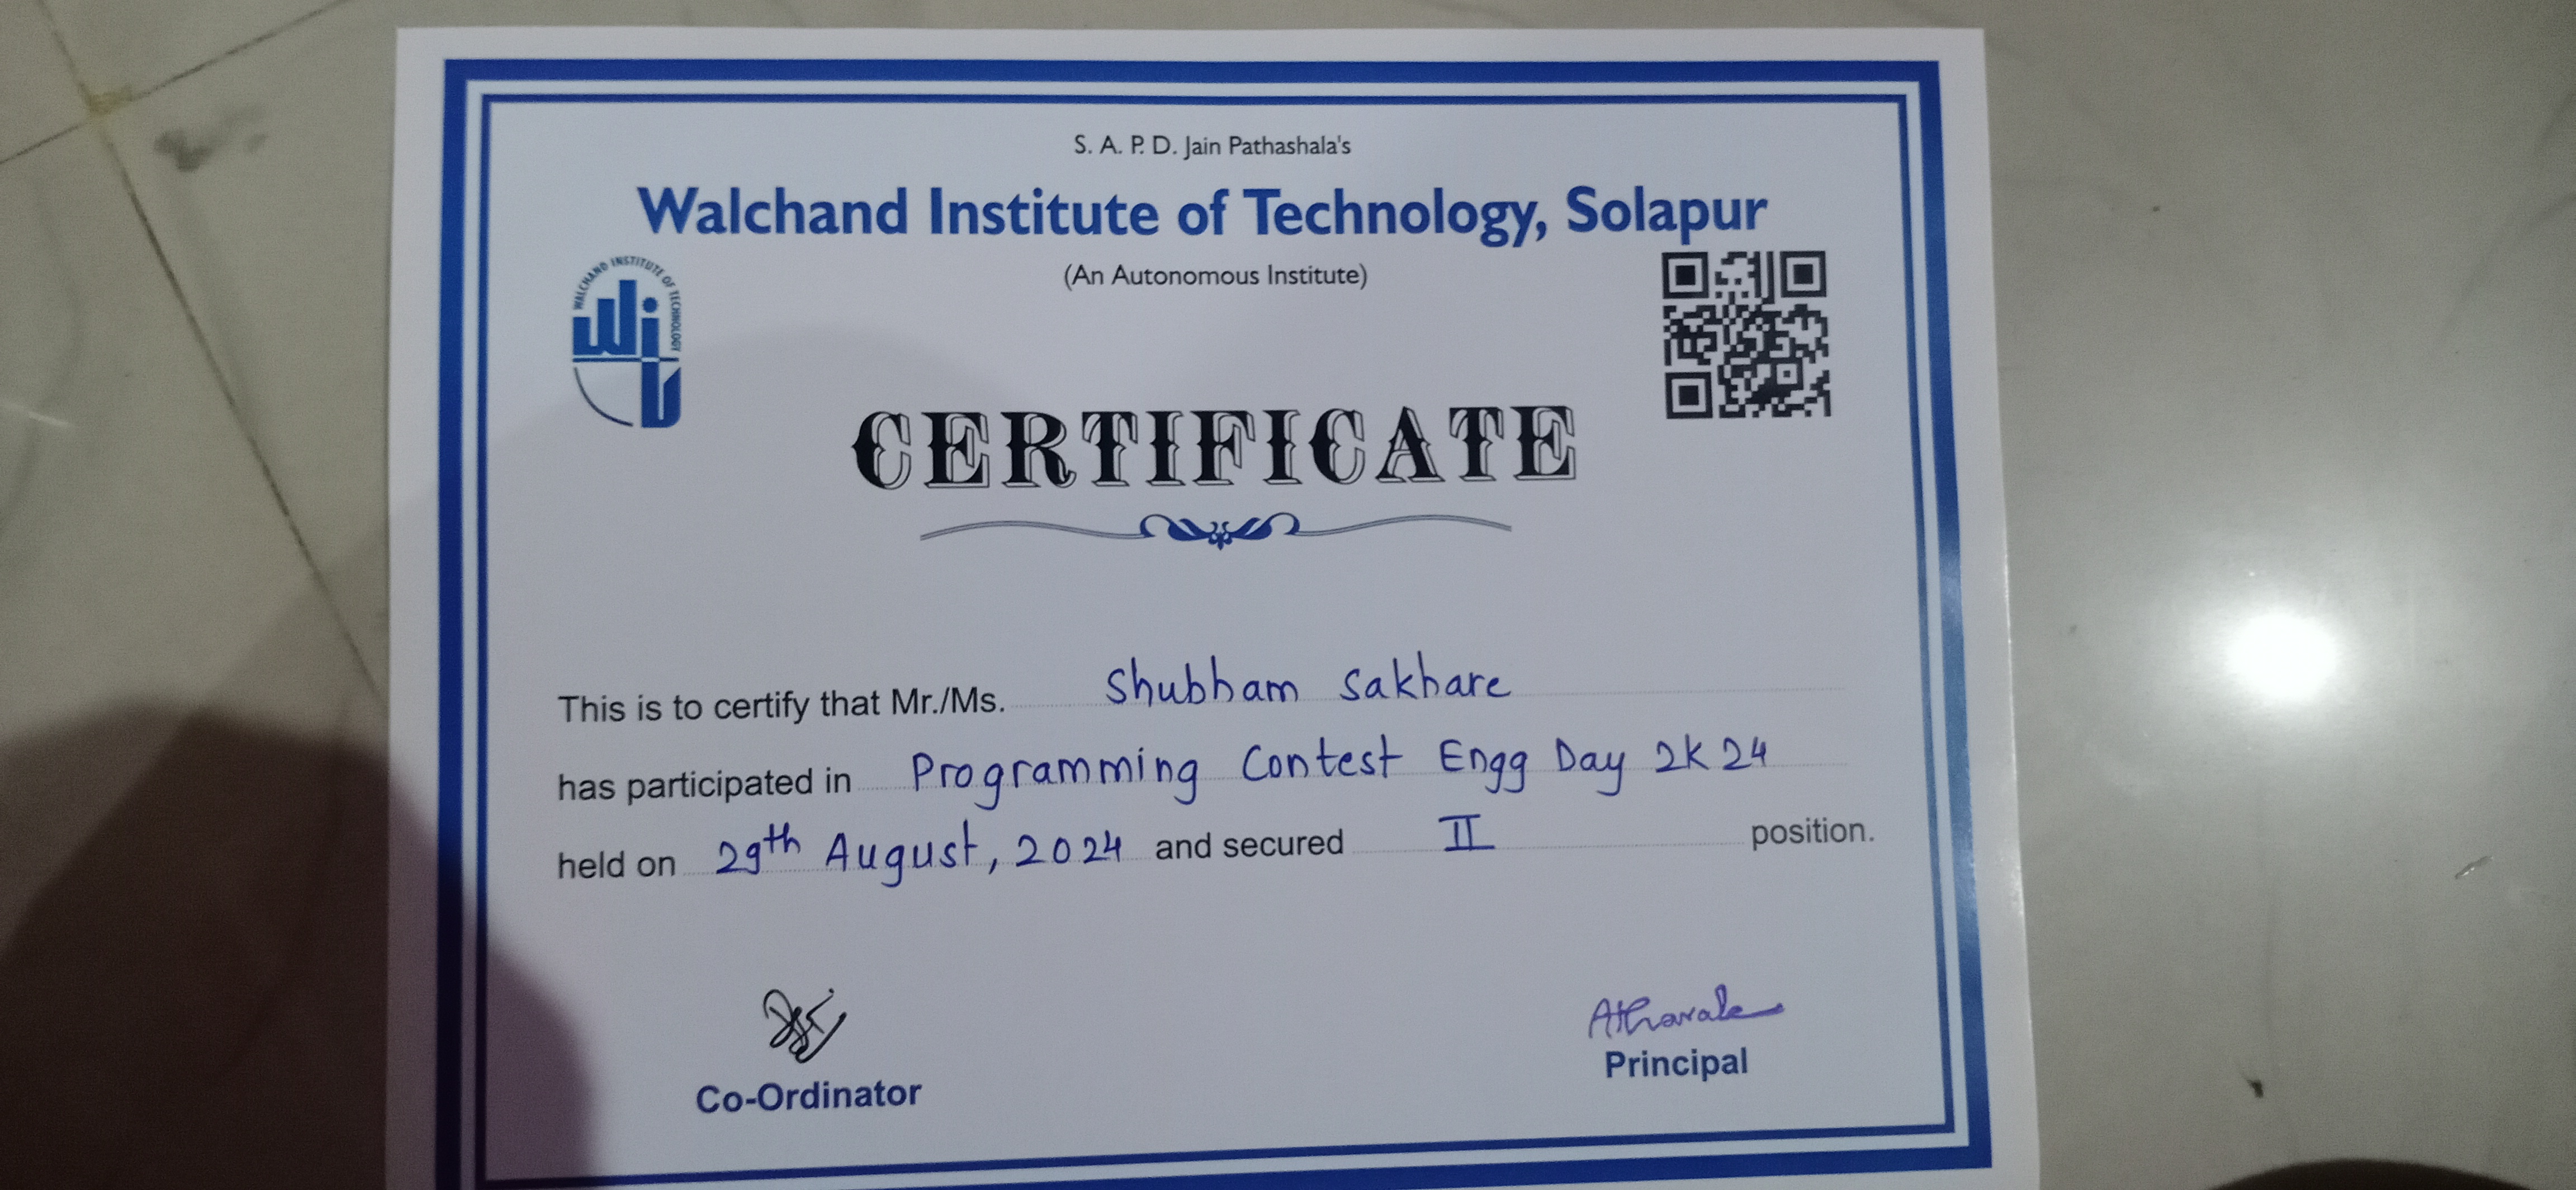 S. A. P. D. Jain Pathashala's
Walchand Institute of Technology, Solapur
(An Autonomous Institute)
WALCHAND INSTITUTE OF TECHNOLOGY
wit
CERTIFICATE
This is to certify that Mr./Ms. Shubham Sakhare
has participated in Programming Contest Engg Day 2K24
held on 29th August, 2024 and secured II position.
Athavale
Co-Ordinator
Principal